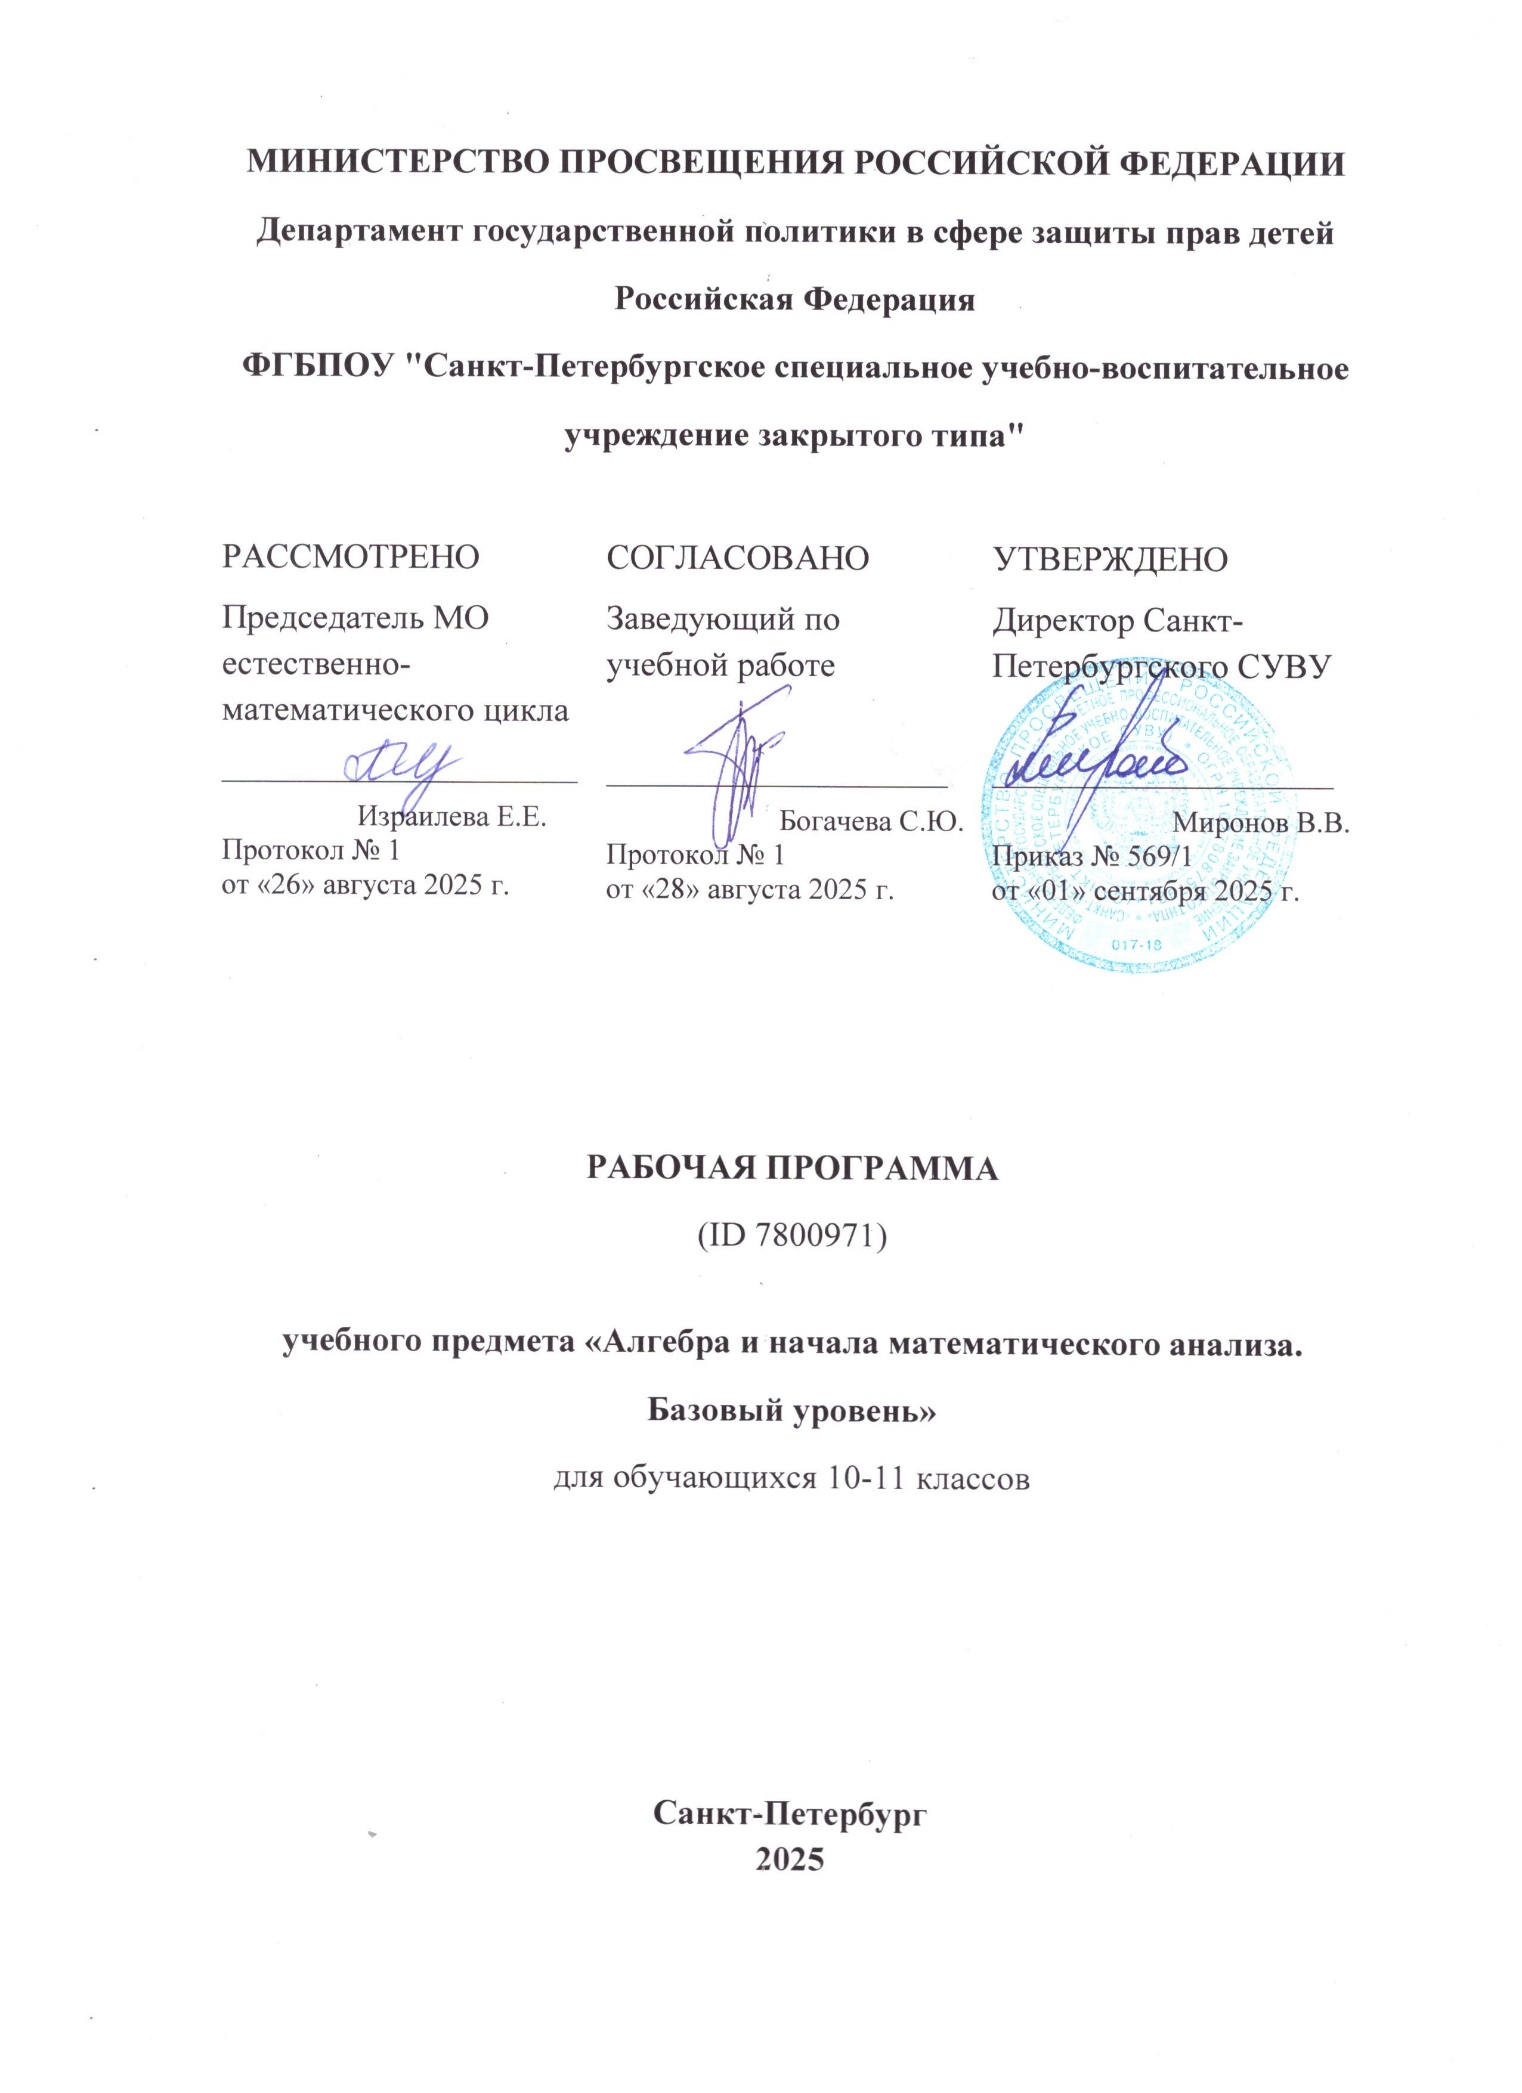 МИНИСТЕРСТВО ПРОСВЕЩЕНИЯ РОССИЙСКОЙ ФЕДЕРАЦИИ
Департамент государственной политики в сфере защиты прав детей
Российская Федерация
ФГБПОУ "Санкт-Петербургское специальное учебно-воспитательное
учреждение закрытого типа"
РАССМОТРЕНО
Председатель МО
естественно-
математического цикла
Израилева Е.Е.
Протокол № 1
от «26» августа 2025 г.
СОГЛАСОВАНО
Заведующий по
учебной работе
Богачева С.Ю.
Протокол № 1
от «28» августа 2025 г.
УТВЕРЖДЕНО
Директор Санкт-
Петербургского СУВУ
Миронов В.В.
Приказ № 569/1
от «01» сентября 2025 г.
017-18
РАБОЧАЯ ПРОГРАММА
(ID 7800971)
учебного предмета «Алгебра и начала математического анализа.
Базовый уровень»
для обучающихся 10-11 классов
Санкт-Петербург
2025